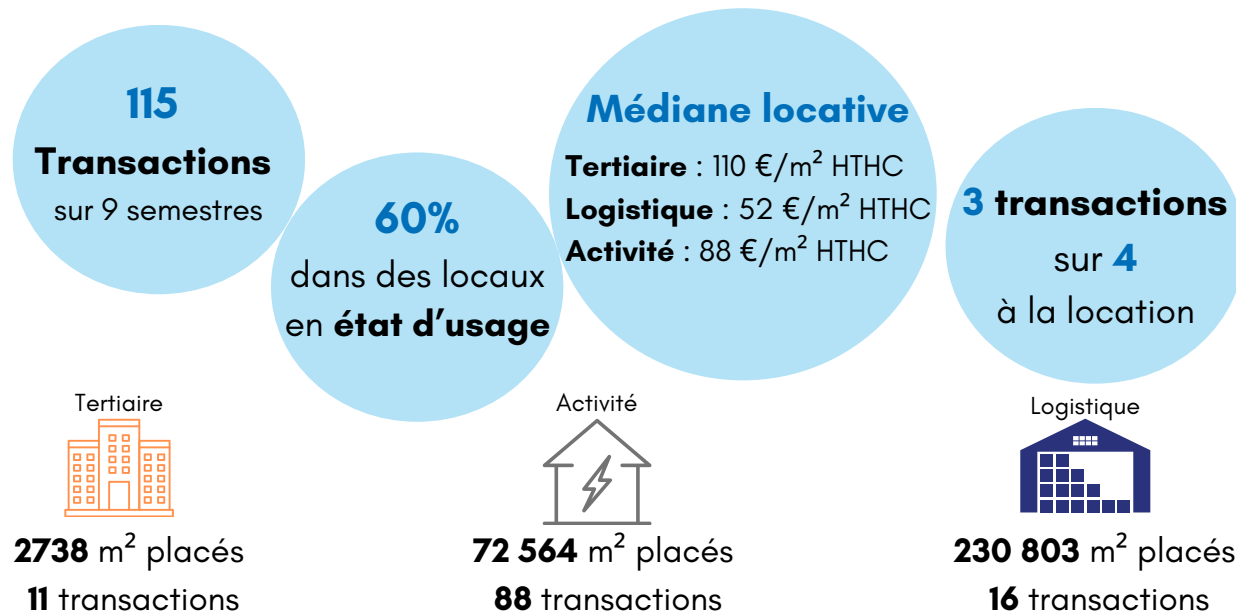 115
Transactions
sur 9 semestres
60%
dans des locaux
en état d’usage
Médiane locative
Tertiaire : 110 €/m² HTHC
Logistique : 52 €/m² HTHC
Activité : 88 €/m² HTHC
3 transactions
sur 4
à la location
Tertiaire
2738 m² placés
11 transactions
Activité
72 564 m² placés
88 transactions
Logistique
230 803 m² placés
16 transactions